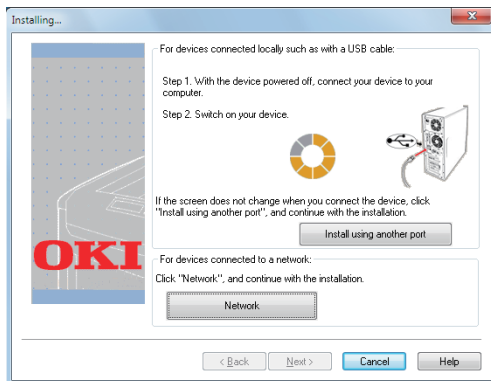 Installing...
For devices connected locally such as with a USB cable:
Step 1. With the device powered off, connect your device to your
computer.
Step 2. Switch on your device.
If the screen does not change when you connect the device, click
"Install using another port", and continue with the installation.
Install using another port
OKI
For devices connected to a network:
Click "Network", and continue with the installation.
Network
< Back
Next >
Cancel
Help